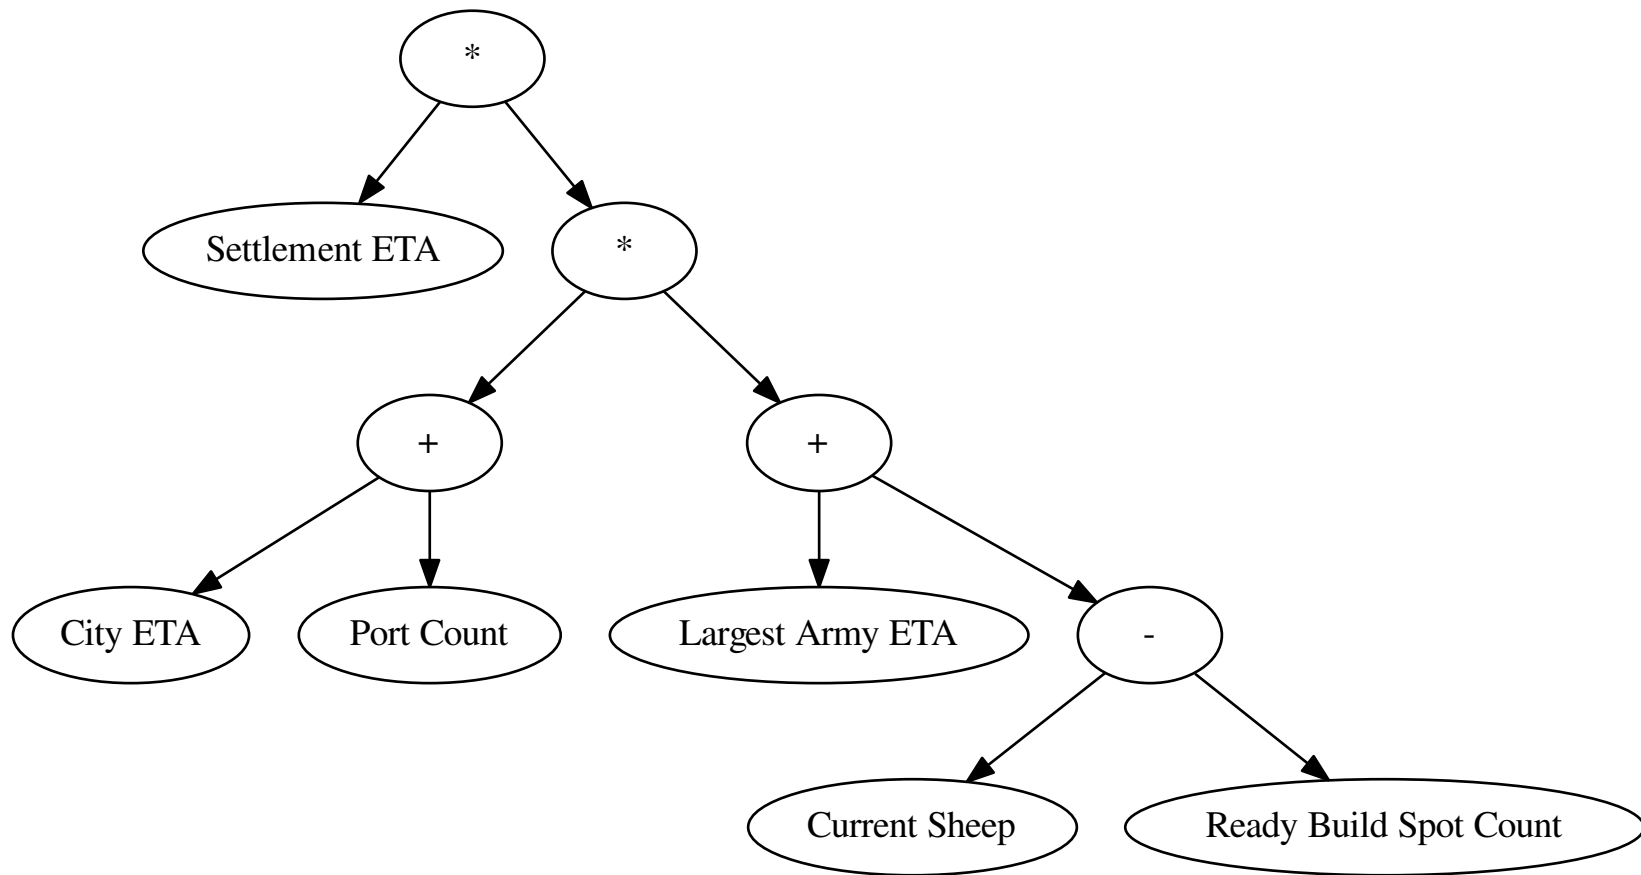 *
Settlement ETA
*
+
+
City ETA
Port Count
Largest Army ETA
-
Current Sheep
Ready Build Spot Count